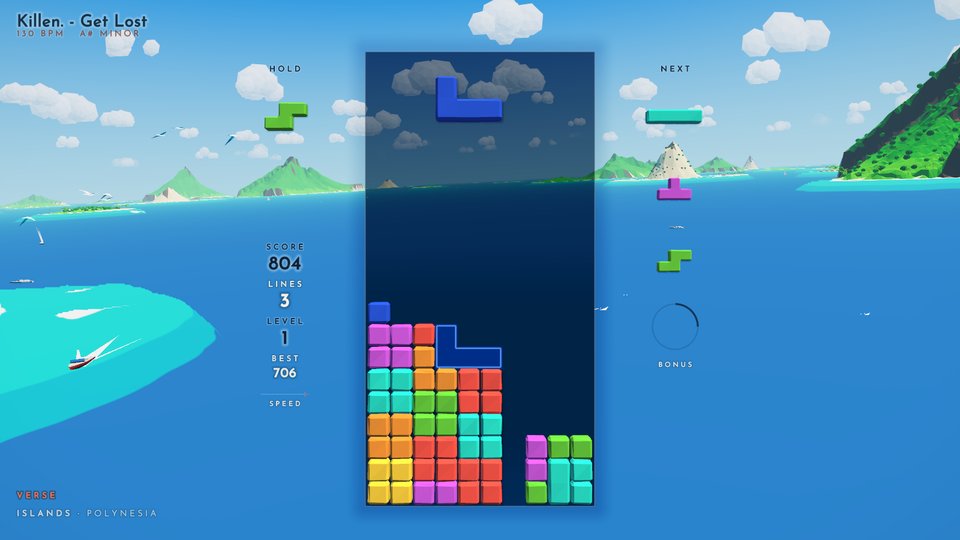 Killen. - Get Lost
130 BPM A# MINOR
HOLD
NEXT
SCORE
804
LINES
3
LEVEL
1
BEST
706
SPEED
BONUS
VERSE
ISLANDS · POLYNESIA